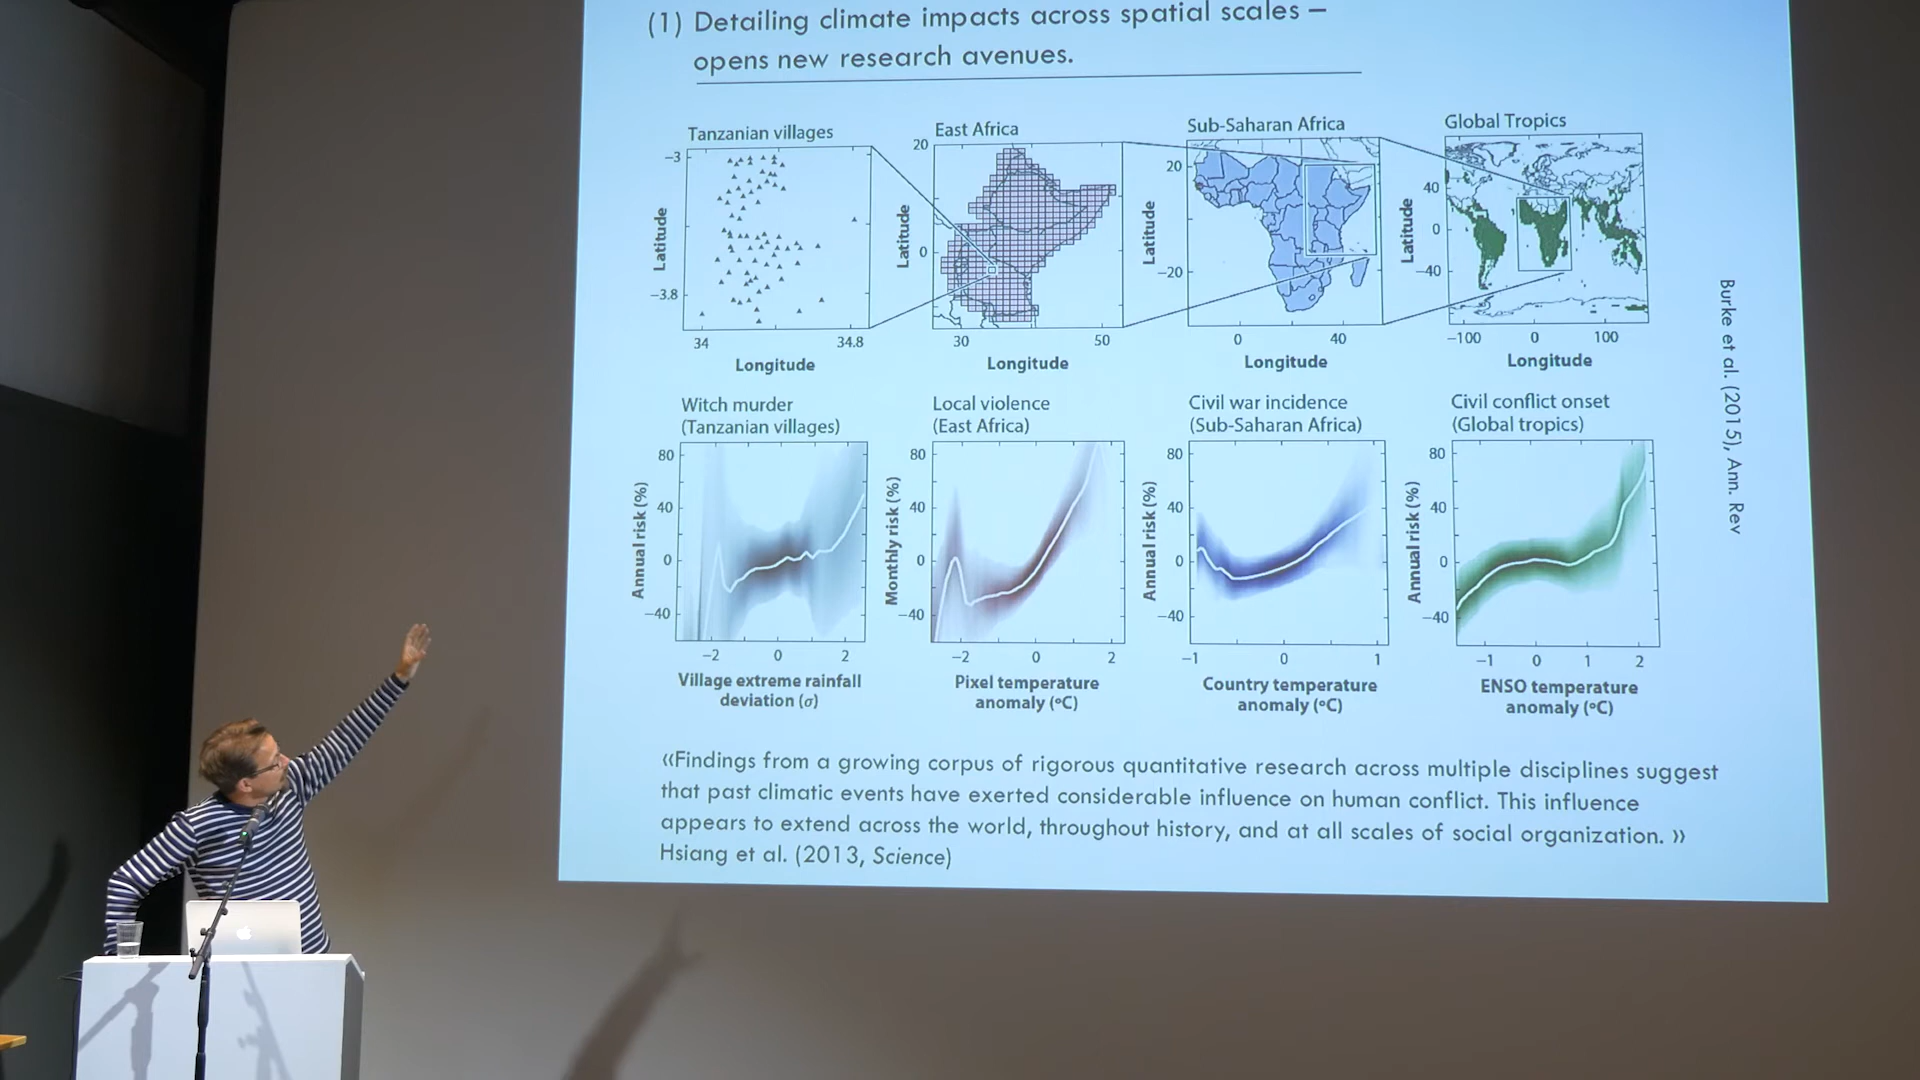 (1) Detailing climate impacts across spatial scales –
opens new research avenues.
Tanzanian villages
East Africa
Sub-Saharan Africa
Global Tropics
Latitude
−3
−3.8
34
34.8
Longitude
Latitude
20
0
30
50
Longitude
Latitude
20
−20
0
40
Longitude
Latitude
40
0
−40
−100
0
100
Longitude
Burke et al. (2015), Ann. Rev
Witch murder
(Tanzanian villages)
Local violence
(East Africa)
Civil war incidence
(Sub-Saharan Africa)
Civil conflict onset
(Global tropics)
Annual risk (%)
80
40
0
−40
−2
0
2
Village extreme rainfall
deviation (σ)
Monthly risk (%)
80
40
0
−40
−2
0
2
Pixel temperature
anomaly (ºC)
Annual risk (%)
80
40
0
−40
−1
0
1
Country temperature
anomaly (ºC)
Annual risk (%)
80
40
0
−40
−1
0
1
2
ENSO temperature
anomaly (ºC)
«Findings from a growing corpus of rigorous quantitative research across multiple disciplines suggest
that past climatic events have exerted considerable influence on human conflict. This influence
appears to extend across the world, throughout history, and at all scales of social organization. »
Hsiang et al. (2013, Science)